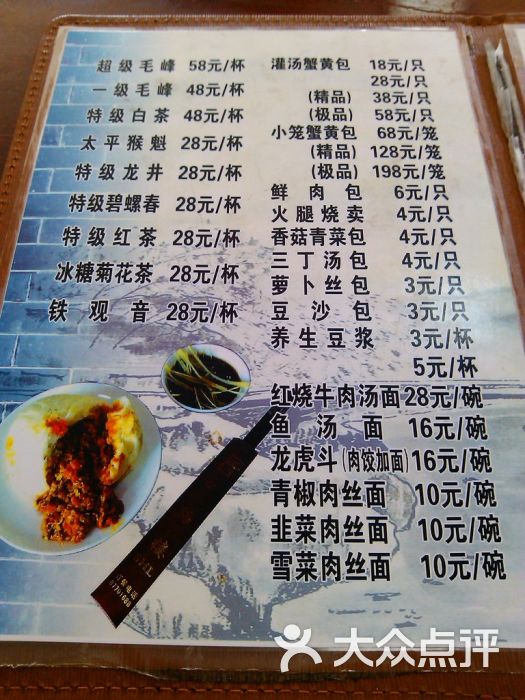 超级毛峰 58元/杯
一级毛峰 48元/杯
特级白茶 48元/杯
太平猴魁 28元/杯
特级龙井 28元/杯
特级碧螺春 28元/杯
特级红茶 28元/杯
冰糖菊花茶 28元/杯
铁观音 28元/杯
灌汤蟹黄包 18元/只
28元/只
(精品) 38元/只
(极品) 58元/只
小笼蟹黄包 68元/笼
(精品) 128元/笼
(极品) 198元/笼
鲜肉包 6元/只
火腿烧卖 4元/只
香菇青菜包 4元/只
三丁汤包 4元/只
萝卜丝包 3元/只
豆沙包 3元/只
养生豆浆 3元/杯
5元/杯
红烧牛肉汤面 28元/碗
鱼汤面 16元/碗
龙虎斗(肉饺加面) 16元/碗
青椒肉丝面 10元/碗
韭菜肉丝面 10元/碗
雪菜肉丝面 10元/碗
大众点评